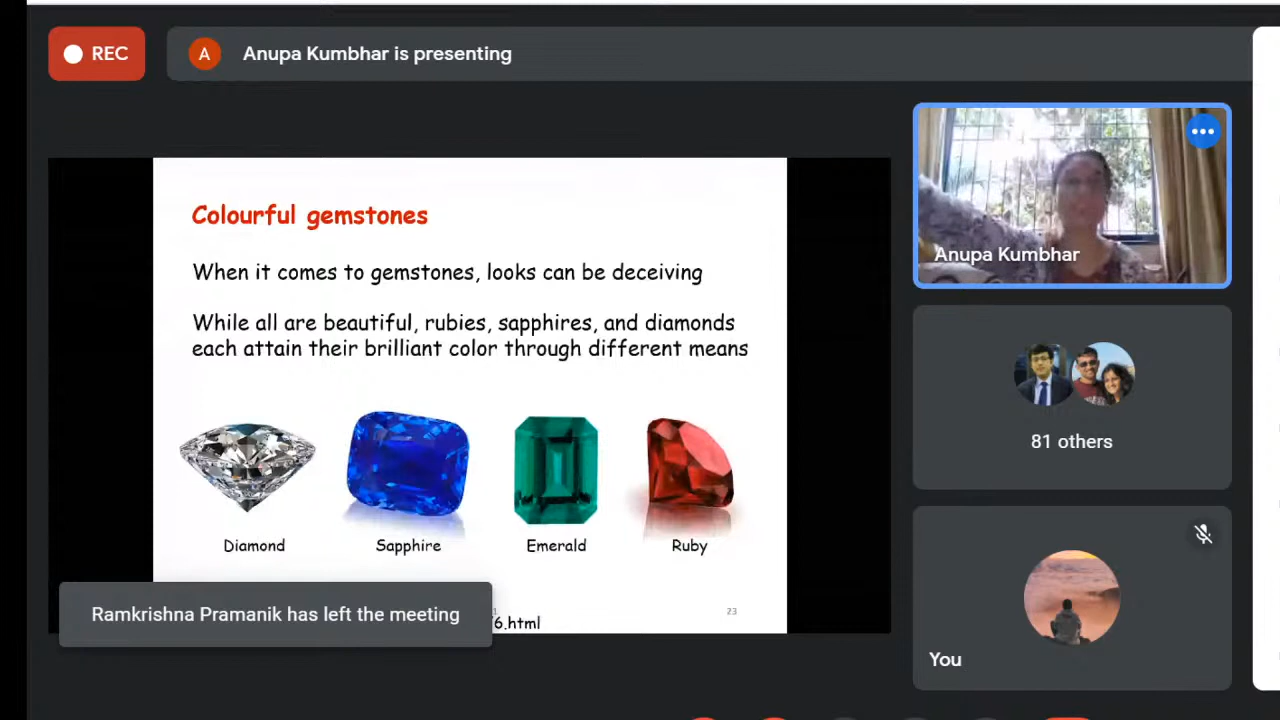 REC
A
Anupa Kumbhar is presenting
Colourful gemstones
When it comes to gemstones, looks can be deceiving
While all are beautiful, rubies, sapphires, and diamonds
each attain their brilliant color through different means
Diamond
Sapphire
Emerald
Ruby
Ramkrishna Pramanik has left the meeting
6.html
23
Anupa Kumbhar
81 others
You